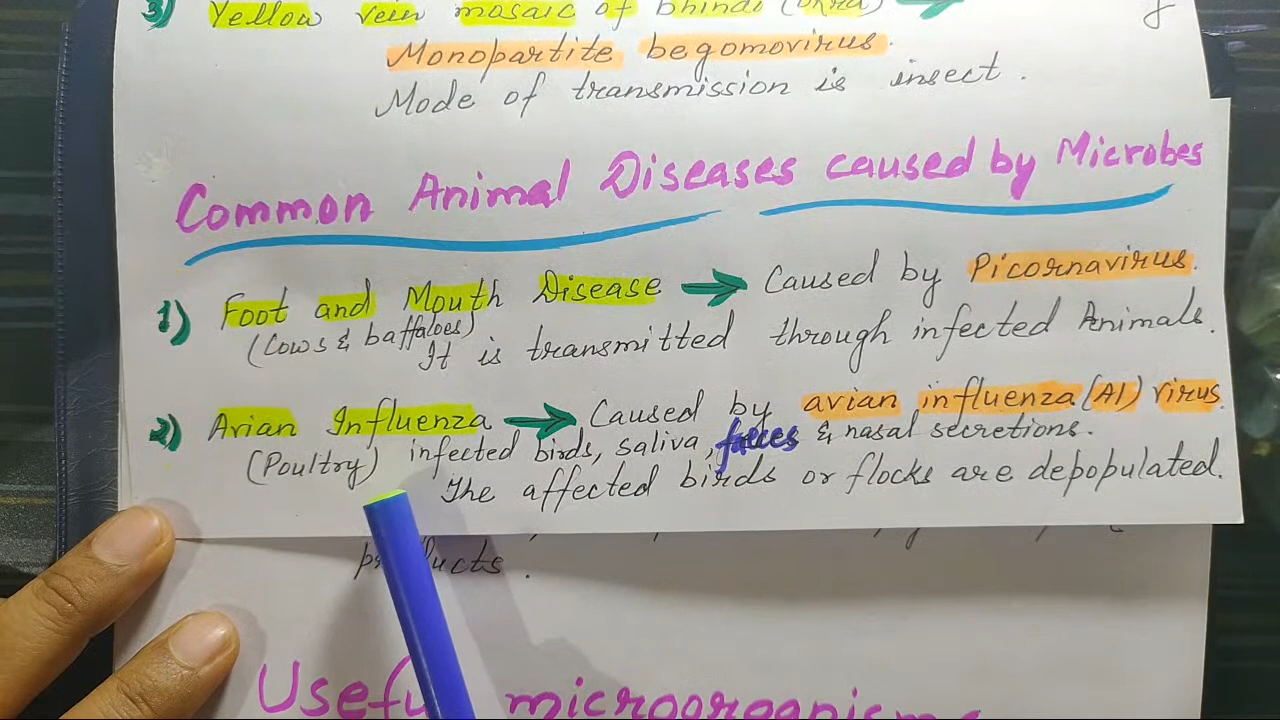 3) Yellow vein mosaic of bhindi (okra) →
8
Monopartite begomovirus.
Mode of transmission is insect.
Common Animal Diseases caused by Microbes
1) Foot and Mouth Disease → Caused by Picornavirus.
(Cows & baffaloes)
It is transmitted through infected Animals.
2) Avian Influenza → Caused by avian influenza (AI) virus.
(Poultry) infected birds, saliva, faeces & nasal secretions.
The affected birds or flocks are depopulated.
products.
Useful microorganisms